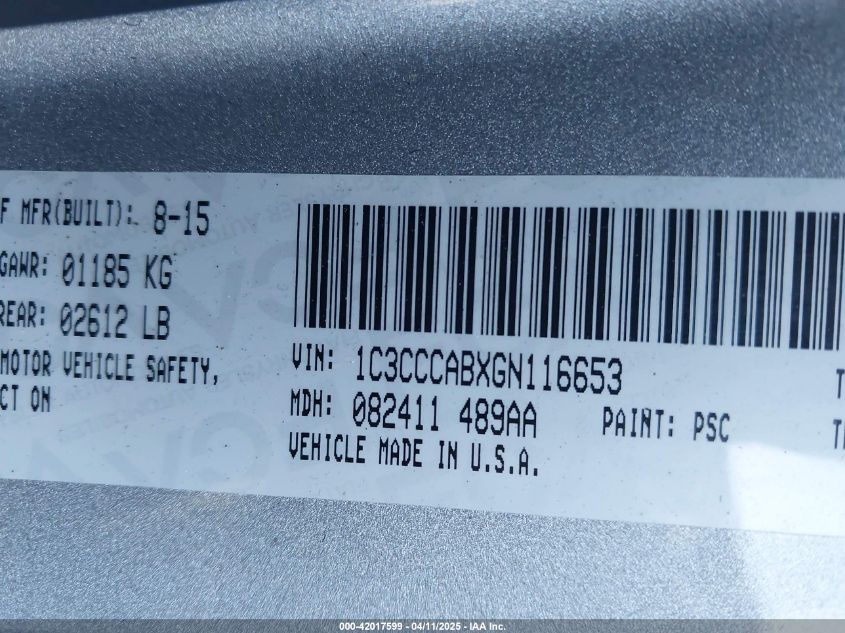 F MFR(BUILT): 8-15
GAWR: 01185 KG
REAR: 02612 LB
MOTOR VEHICLE SAFETY,
CT ON
VIN: 1C3CCCABXGN116653
MDH: 082411 489AA PAINT: PSC
VEHICLE MADE IN U.S.A.
000-42017599 - 04/11/2025 - IAA Inc.